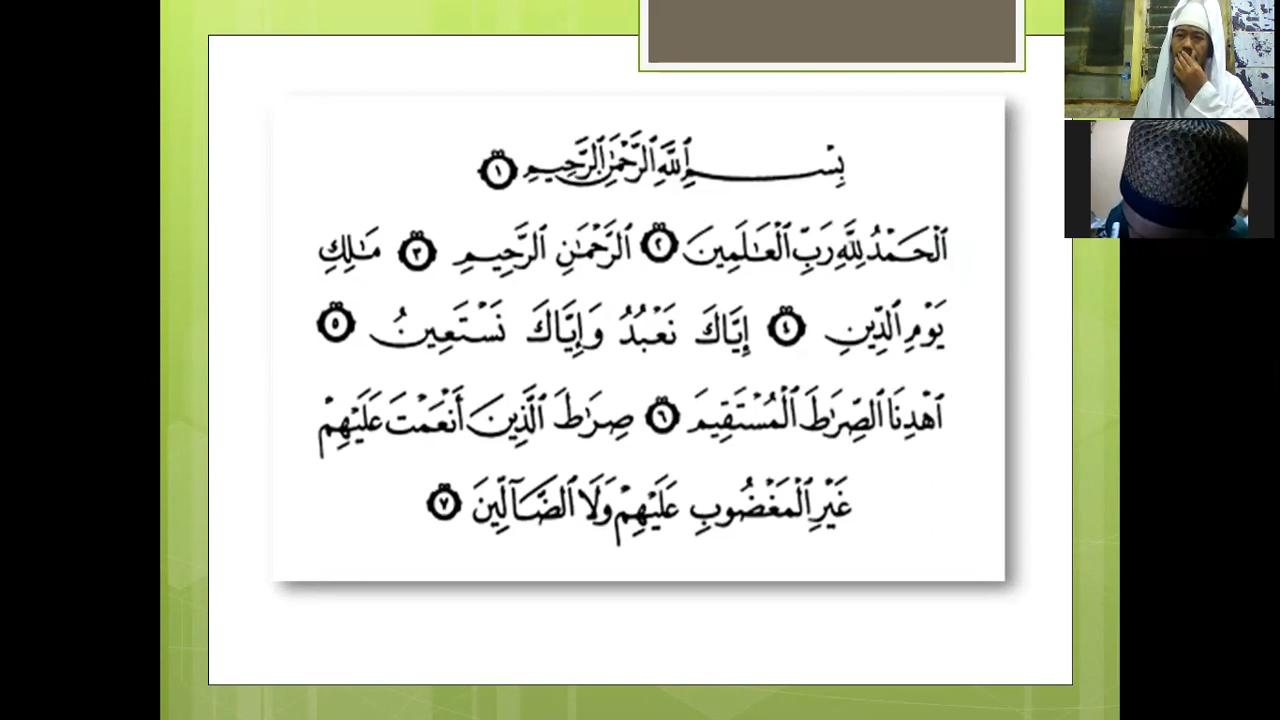 بِسْمِ ٱللَّهِ ٱلرَّحْمَٰنِ ٱلرَّحِيمِ ١
ٱلْحَمْدُ لِلَّهِ رَبِّ ٱلْعَٰلَمِينَ ٢ ٱلرَّحْمَٰنِ ٱلرَّحِيمِ ٣ مَٰلِكِ
يَوْمِ ٱلدِّينِ ٤ إِيَّاكَ نَعْبُدُ وَإِيَّاكَ نَسْتَعِينُ ٥
ٱهْدِنَا ٱلصِّرَٰطَ ٱلْمُسْتَقِيمَ ٦ صِرَٰطَ ٱلَّذِينَ أَنْعَمْتَ عَلَيْهِمْ
غَيْرِ ٱلْمَغْضُوبِ عَلَيْهِمْ وَلَا ٱلضَّآلِّينَ ٧